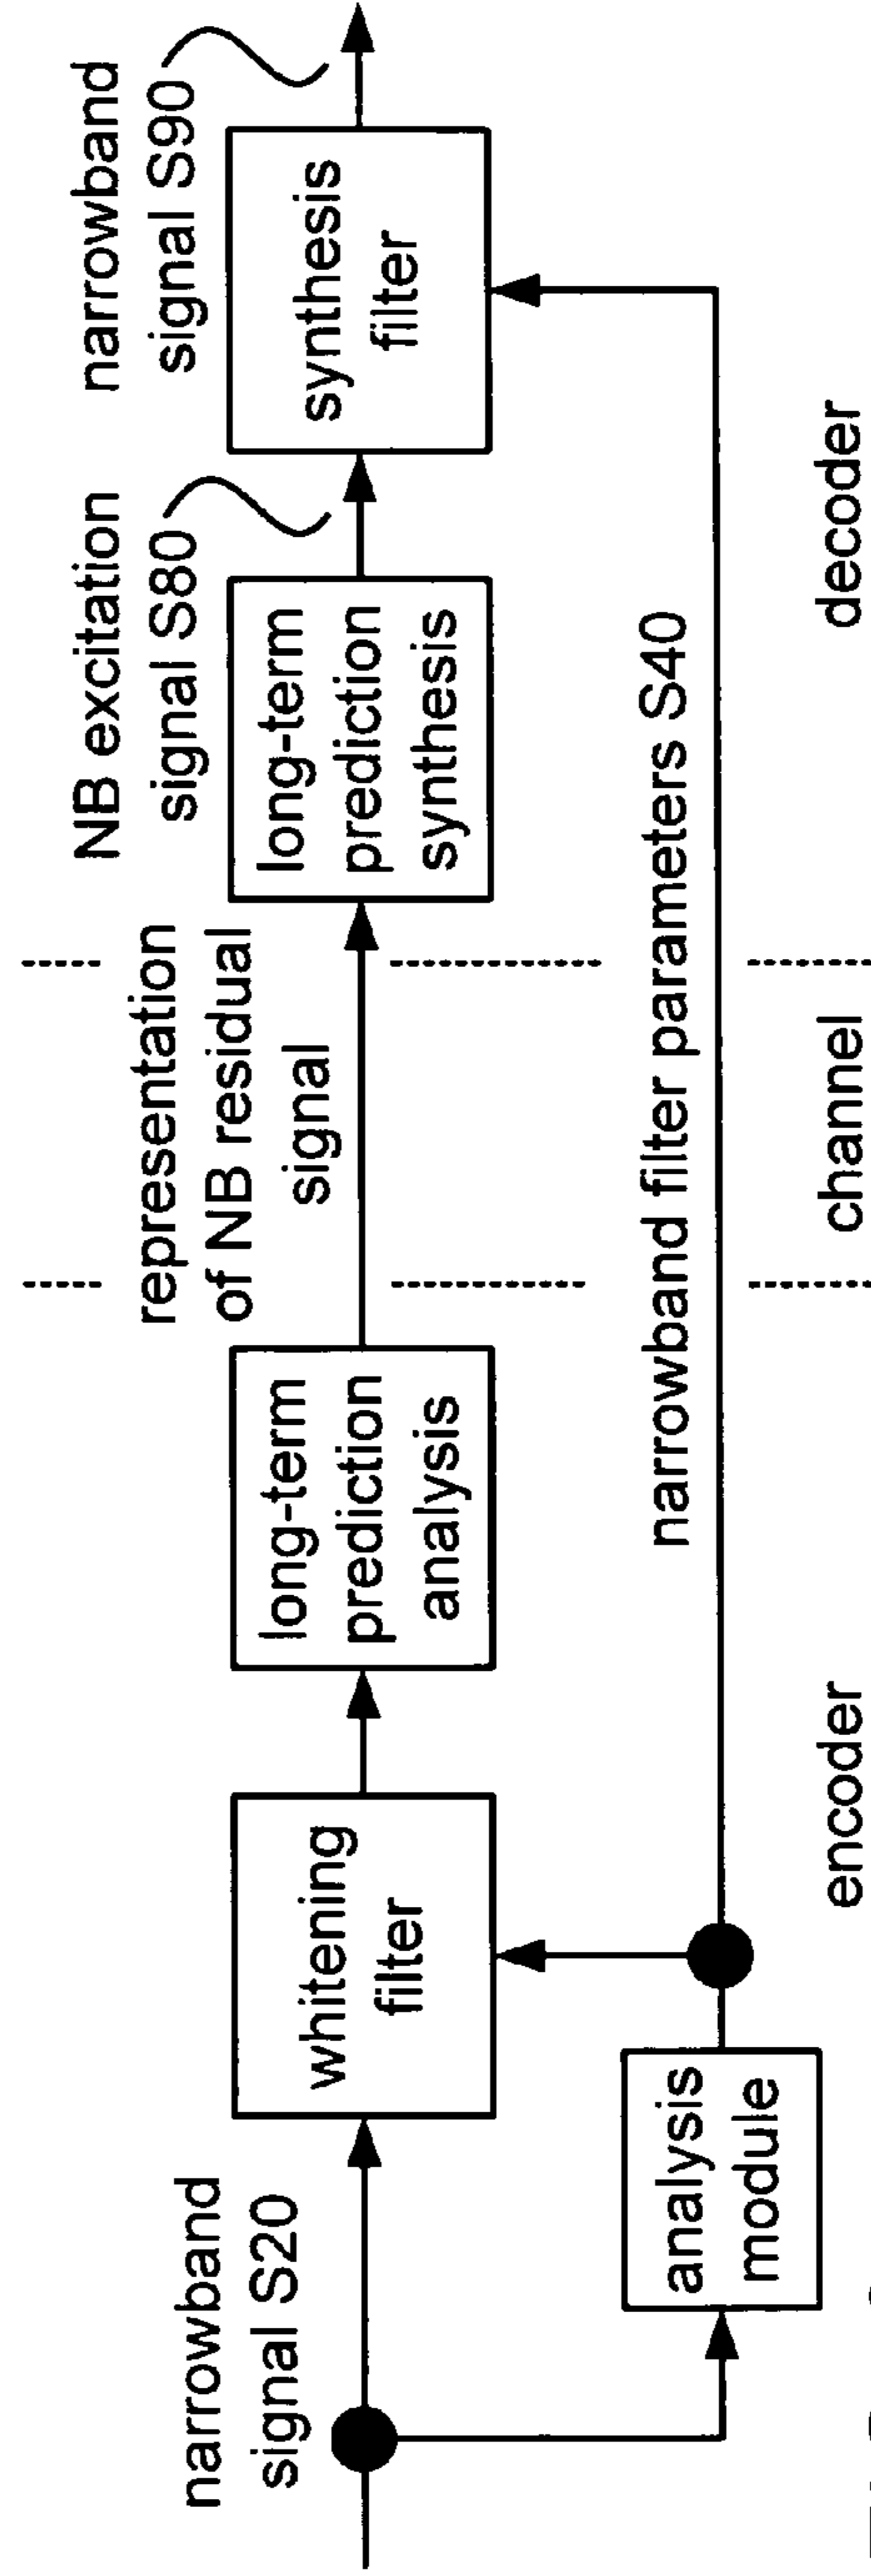 narrowband
signal S20
whitening
filter
long-term
prediction
analysis
representation
of NB residual
signal
long-term
prediction
synthesis
NB excitation
signal S80
synthesis
filter
narrowband
signal S90
analysis
module
narrowband filter parameters S40
encoder
channel
decoder